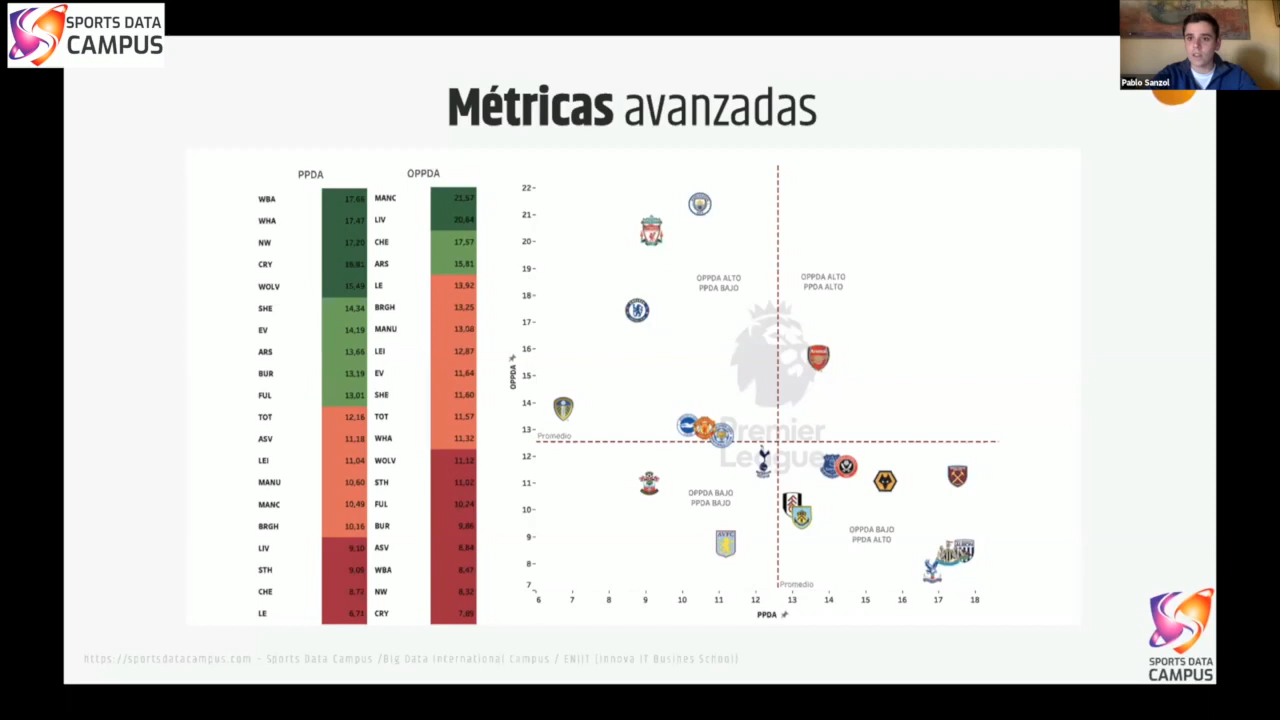 SPORTS DATA
CAMPUS
Pablo Sanzol
Métricas avanzadas
PPDA
OPPDA
WBA 17,69 MANC 21,57
WHA 17,47 LIV 20,64
NW 17,20 CHE 17,57
CRY 16,81 ARS 15,81
WOLV 15,49 LE 13,92
SHE 14,34 BRGH 13,25
EV 14,19 MANU 13,08
ARS 13,66 LEI 12,87
BUR 13,19 EV 11,64
FUL 13,01 SHE 11,60
TOT 12,16 TOT 11,57
ASV 11,18 WHA 11,32
LEI 11,04 WOLV 11,12
MANU 10,60 STH 11,02
MANC 10,49 FUL 10,24
BRGH 10,16 BUR 9,86
LIV 9,10 ASV 8,84
STH 9,05 WBA 8,47
CHE 8,72 NW 8,32
LE 6,71 CRY
22
21
20
19
18
17
16
15
14
13
12
11
10
9
8
7
OPPDA
OPPDA ALTO
PPDA BAJO
OPPDA ALTO
PPDA ALTO
Arsenal
Premier
League
Promedio
OPPDA BAJO
PPDA BAJO
AVFC
OPPDA BAJO
PPDA ALTO
ALBION
Promedio
6 7 8 9 10 11 12 13 14 15 16 17 18
PPDA
https://sportsdatacampus.com - Sports Data Campus /Big Data International Campus / ENIIT (Innova IT Busines School)
SPORTS DATA
CAMPUS